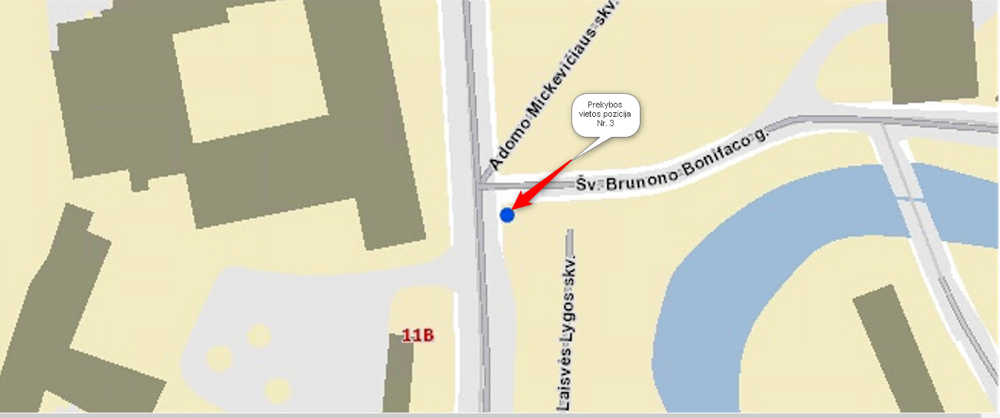 Adomo Mickevičiaus skv.
Prekybos
vietos pozicija
Nr. 3
Šv. Brunono Bonifaco g.
Laisvės Lygos skv.
11B